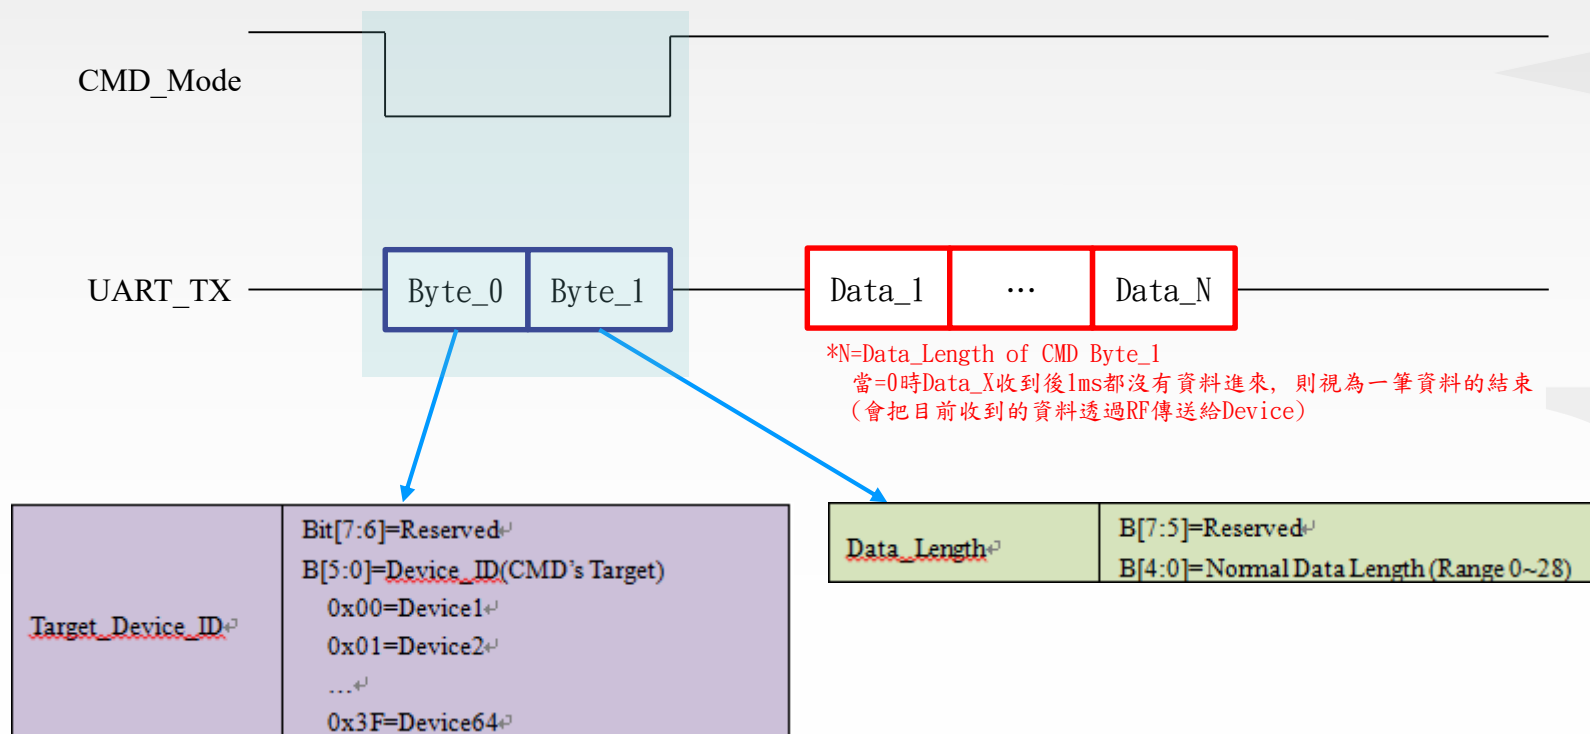 CMD_Mode
UART_TX
Byte_0
Byte_1
Data_1
…
Data_N
*N=Data_Length of CMD Byte_1
當=0時Data_X收到後1ms都沒有資料進來, 則視為一筆資料的結束
(會把目前收到的資料透過RF傳送給Device)
Target_Device_ID↵
Bit[7:6]=Reserved↵
B[5:0]=Device_ID(CMD's Target)
0x00=Device1↵
0x01=Device2↵
…↵
0x3F=Device64↵
Data_Length↵
B[7:5]=Reserved↵
B[4:0]=Normal Data Length (Range 0~28)